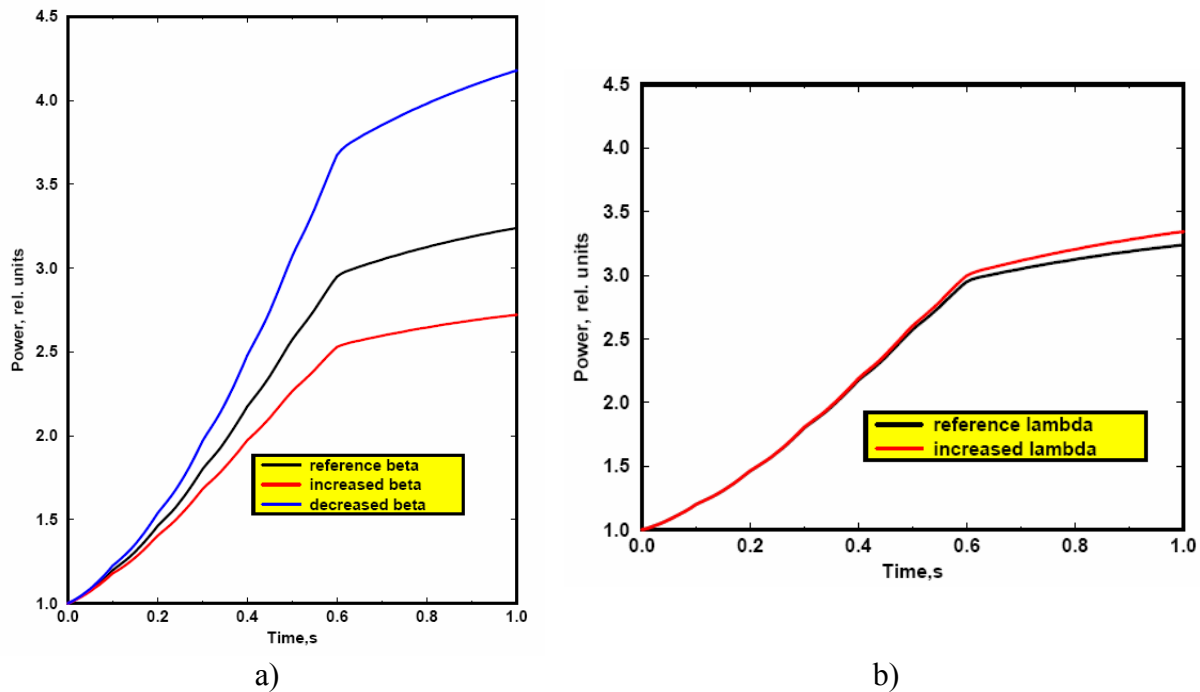 4.5
4.0
3.5
3.0
2.5
2.0
1.5
1.0
Power, rel. units
reference beta
increased beta
decreased beta
0.0 0.2 0.4 0.6 0.8 1.0
Time,s
a)
4.5
4.0
3.5
3.0
2.5
2.0
1.5
1.0
Power, rel. units
reference lambda
increased lambda
0.0 0.2 0.4 0.6 0.8 1.0
Time,s
b)